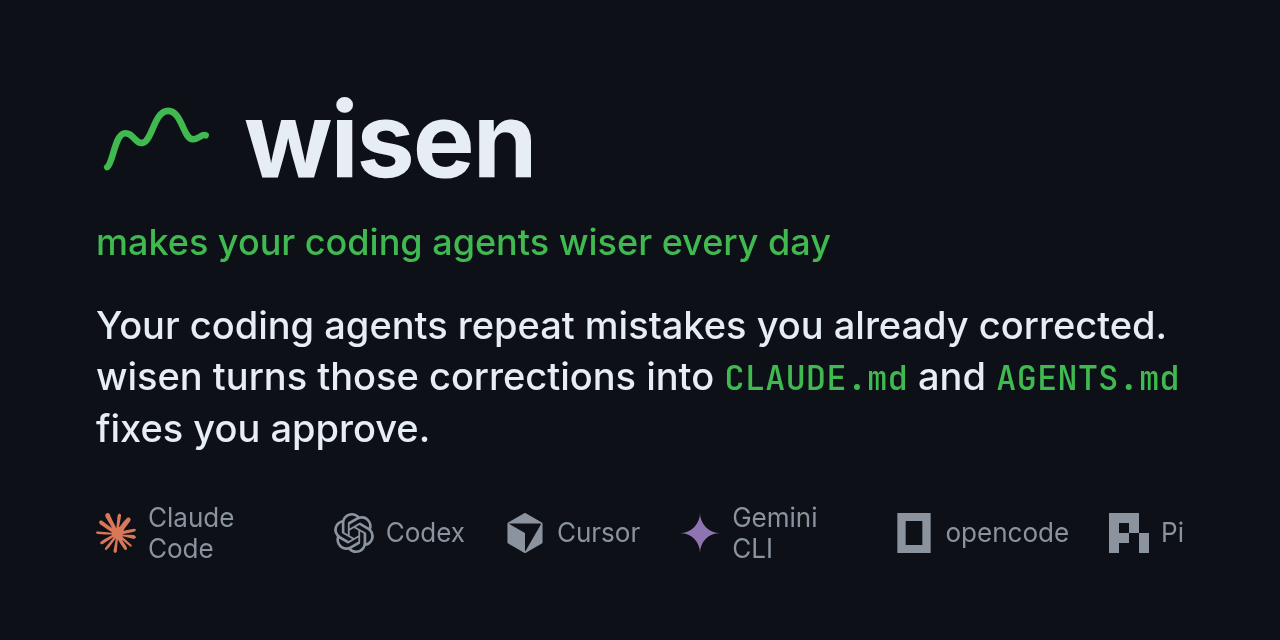 wisen
makes your coding agents wiser every day
Your coding agents repeat mistakes you already corrected.
wisen turns those corrections into CLAUDE.md and AGENTS.md
fixes you approve.
Claude
Code
Codex
Cursor
Gemini
CLI
opencode
Pi